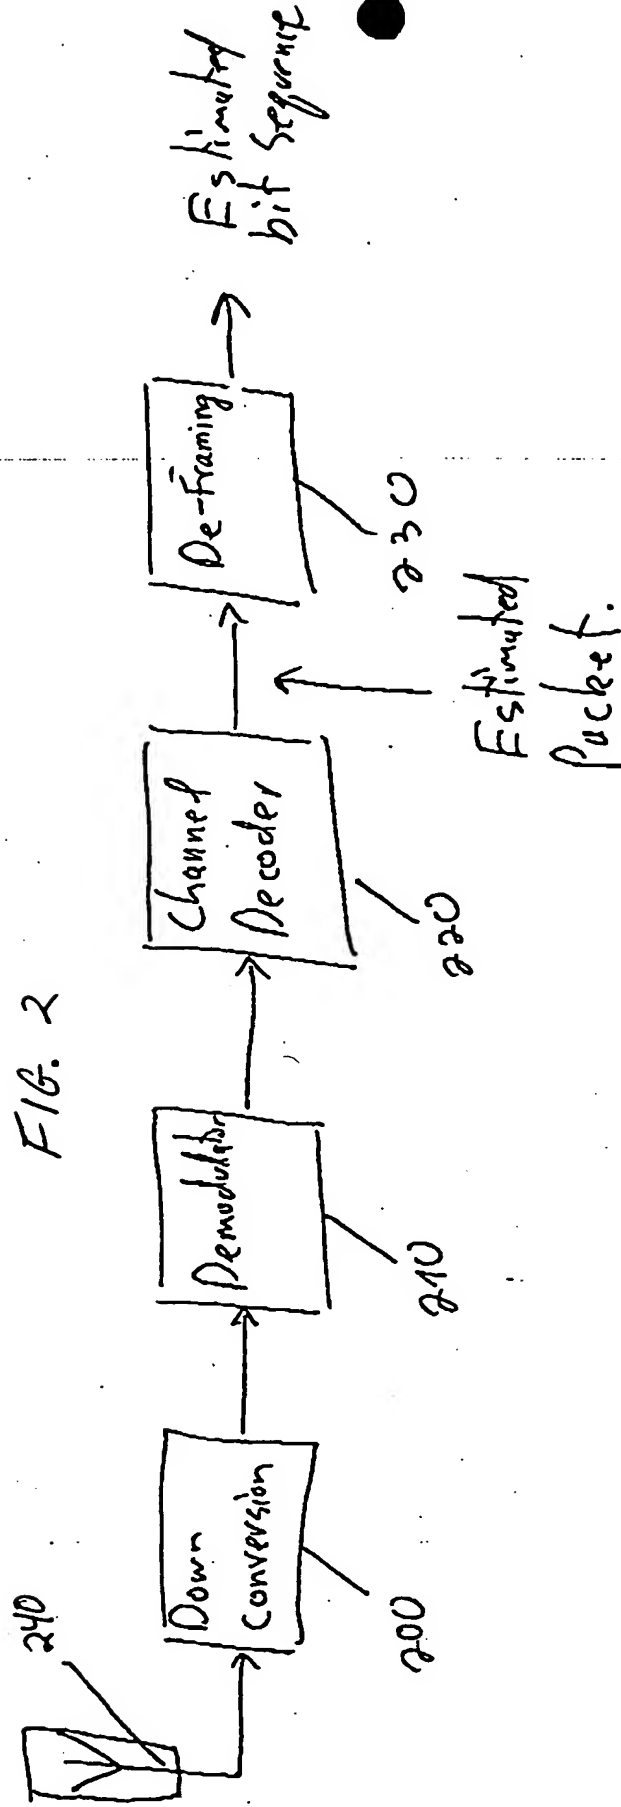 FIG. 2
240
Down
Conversion
200
Demodulator
210
Channel
Decoder
220
Estimated
Packet.
De-Framing
230
Estimated
bit sequence